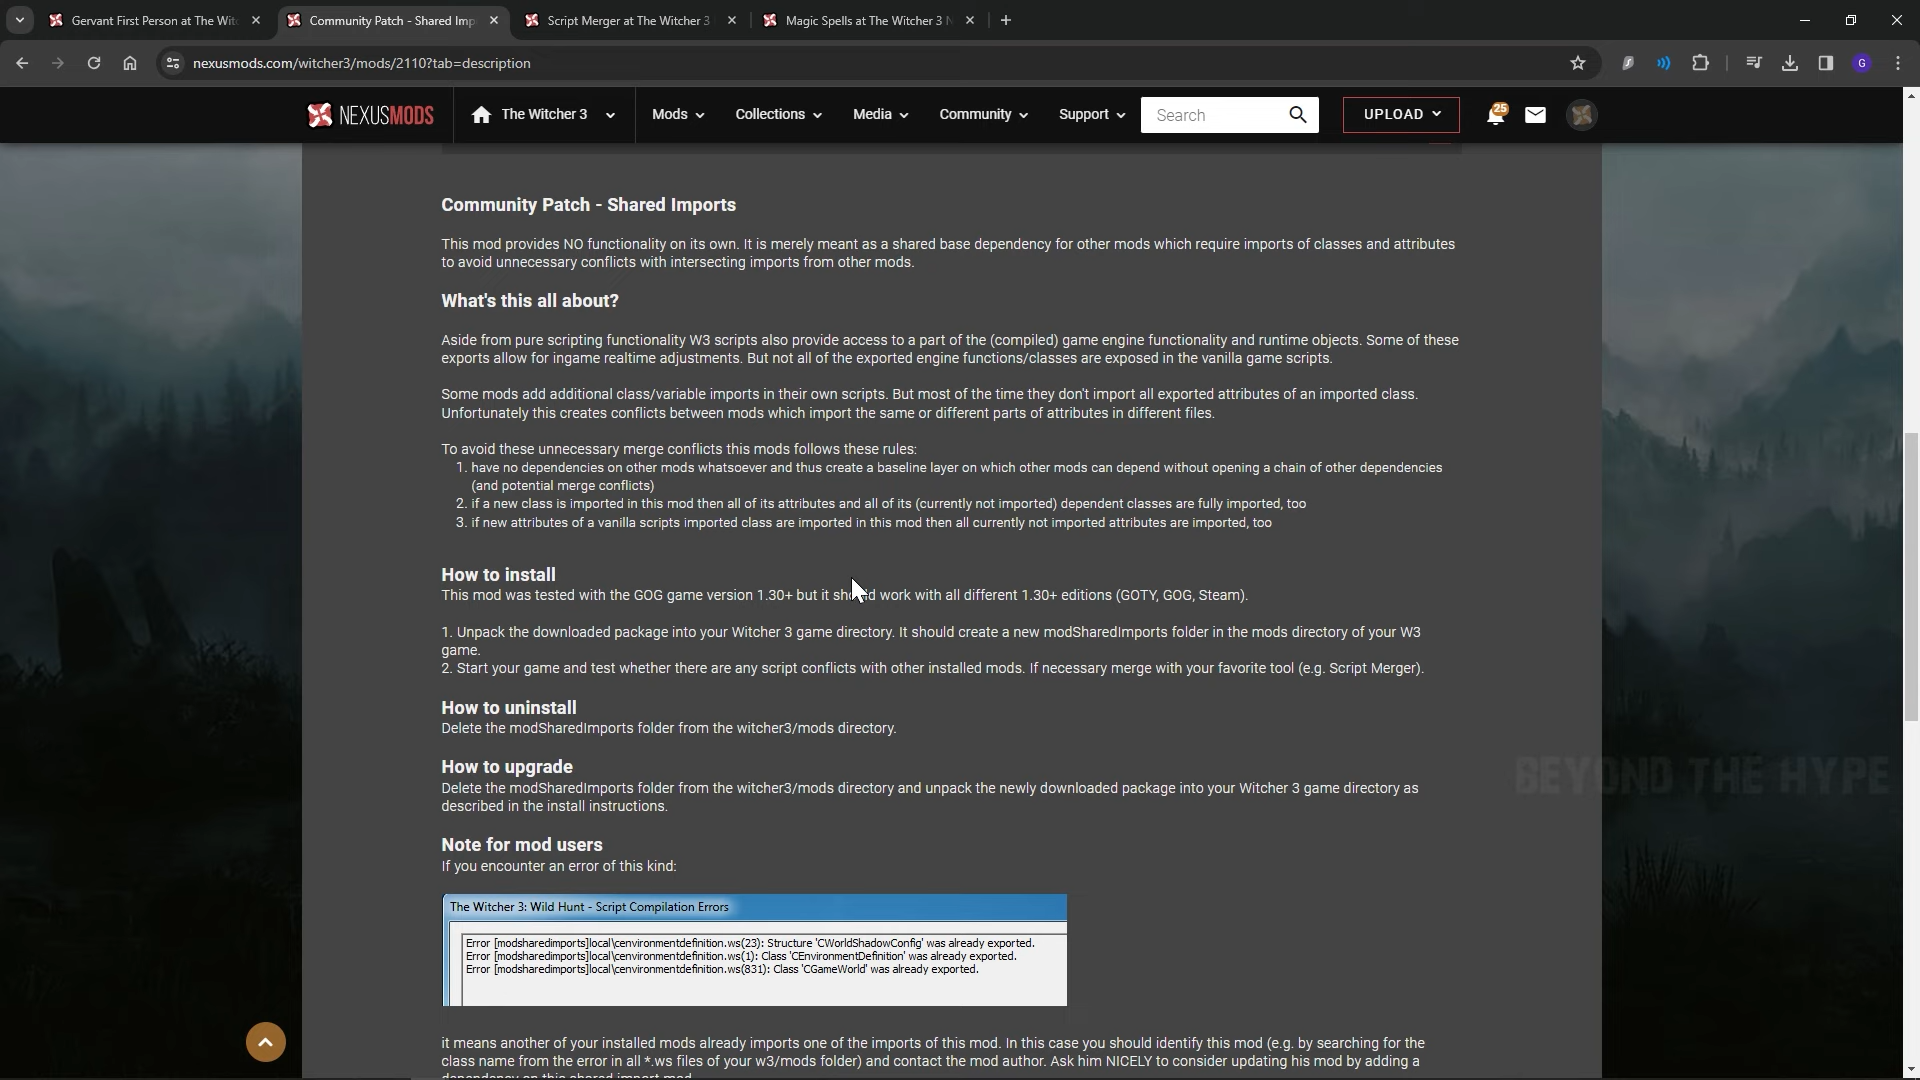 Gervant First Person at The Wit
Community Patch - Shared Imp
Script Merger at The Witcher 3
Magic Spells at The Witcher 3 N
nexusmods.com/witcher3/mods/2110?tab=description
G
NEXUSMODS
The Witcher 3
Mods
Collections
Media
Community
Support
Search
UPLOAD
25
Community Patch - Shared Imports
This mod provides NO functionality on its own. It is merely meant as a shared base dependency for other mods which require imports of classes and attributes
to avoid unnecessary conflicts with intersecting imports from other mods.
What's this all about?
Aside from pure scripting functionality W3 scripts also provide access to a part of the (compiled) game engine functionality and runtime objects. Some of these
exports allow for ingame realtime adjustments. But not all of the exported engine functions/classes are exposed in the vanilla game scripts.
Some mods add additional class/variable imports in their own scripts. But most of the time they don't import all exported attributes of an imported class.
Unfortunately this creates conflicts between mods which import the same or different parts of attributes in different files.
To avoid these unnecessary merge conflicts this mods follows these rules:
1. have no dependencies on other mods whatsoever and thus create a baseline layer on which other mods can depend without opening a chain of other dependencies
(and potential merge conflicts)
2. if a new class is imported in this mod then all of its attributes and all of its (currently not imported) dependent classes are fully imported, too
3. if new attributes of a vanilla scripts imported class are imported in this mod then all currently not imported attributes are imported, too
How to install
This mod was tested with the GOG game version 1.30+ but it should work with all different 1.30+ editions (GOTY, GOG, Steam).
1. Unpack the downloaded package into your Witcher 3 game directory. It should create a new modSharedImports folder in the mods directory of your W3
game.
2. Start your game and test whether there are any script conflicts with other installed mods. If necessary merge with your favorite tool (e.g. Script Merger).
How to uninstall
Delete the modSharedImports folder from the witcher3/mods directory.
How to upgrade
Delete the modSharedImports folder from the witcher3/mods directory and unpack the newly downloaded package into your Witcher 3 game directory as
described in the install instructions.
BEYOND THE HYPE
Note for mod users
If you encounter an error of this kind:
The Witcher 3: Wild Hunt - Script Compilation Errors
Error [modsharedimports]local\cenvironmentdefinition.ws(23): Structure 'CWorldShadowConfig' was already exported.
Error [modsharedimports]local\cenvironmentdefinition.ws(1): Class 'CEnvironmentDefinition' was already exported.
Error [modsharedimports]local\cenvironmentdefinition.ws(831): Class 'CGameWorld' was already exported.
it means another of your installed mods already imports one of the imports of this mod. In this case you should identify this mod (e.g. by searching for the
class name from the error in all *.ws files of your w3/mods folder) and contact the mod author. Ask him NICELY to consider updating his mod by adding a
dependency on this shared import mod.